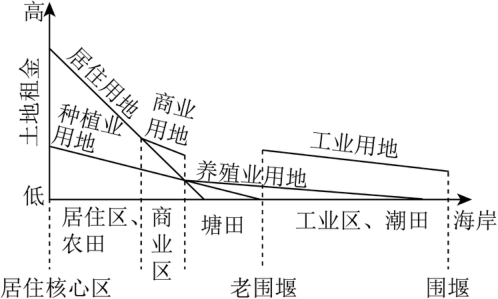 高
土地租金
低
居住用地
种植业
用地
商业
用地
养殖业用地
工业用地
居住区、
农田
商业区
塘田
工业区、潮田
海岸
居住核心区
老围堰
围堰